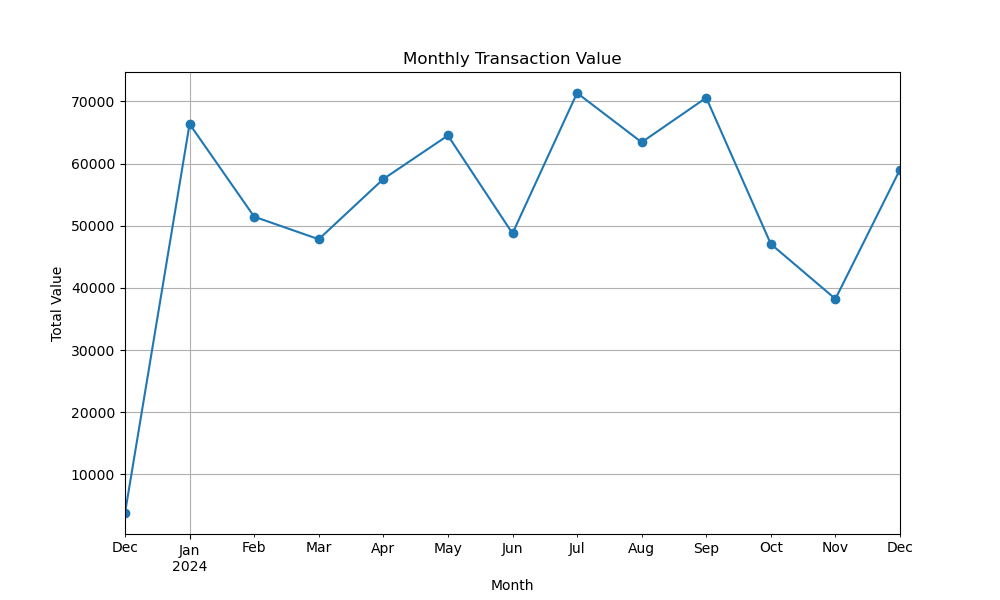 Monthly Transaction Value
70000
60000
50000
40000
30000
20000
10000
Total Value
Dec Jan Feb Mar Apr May Jun Jul Aug Sep Oct Nov Dec
2024
Month